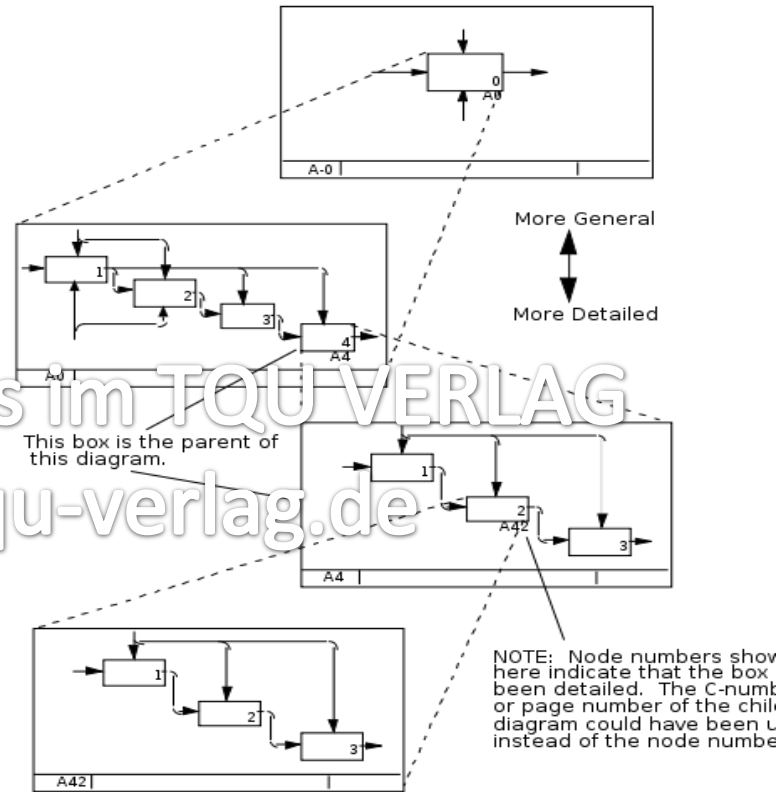 0
A0
A-0
More General
More Detailed
1
2
3
4
A4
A0
s im TQU VERLAG
This box is the parent of
this diagram.
qu-verlag.de
1
2
A42
3
A4
NOTE: Node numbers show
here indicate that the box
been detailed. The C-numb
or page number of the chil
diagram could have been u
instead of the node numbe
1
2
3
A42